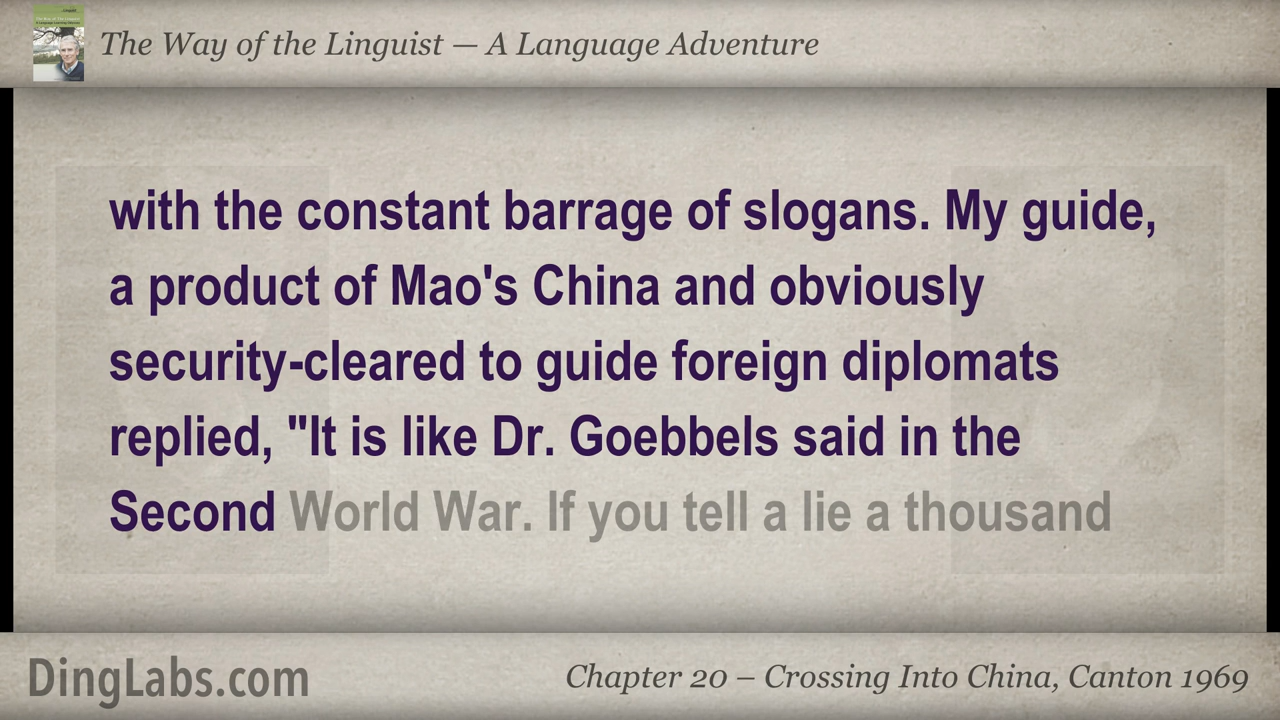 The Way of the Linguist — A Language Adventure
with the constant barrage of slogans. My guide,
a product of Mao's China and obviously
security-cleared to guide foreign diplomats
replied, "It is like Dr. Goebbels said in the
Second World War. If you tell a lie a thousand
DingLabs.com
Chapter 20 – Crossing Into China, Canton 1969